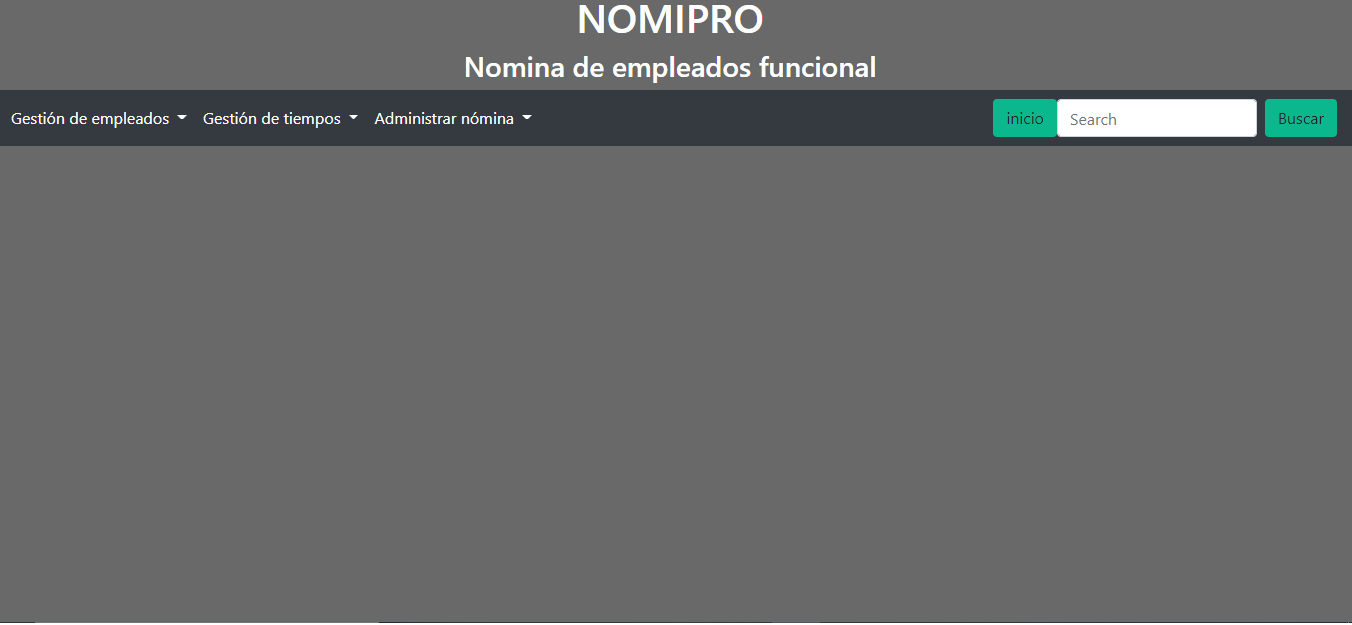 NOMIPRO
Nomina de empleados funcional
Gestión de empleados Gestión de tiempos Administrar nómina inicio Search Buscar